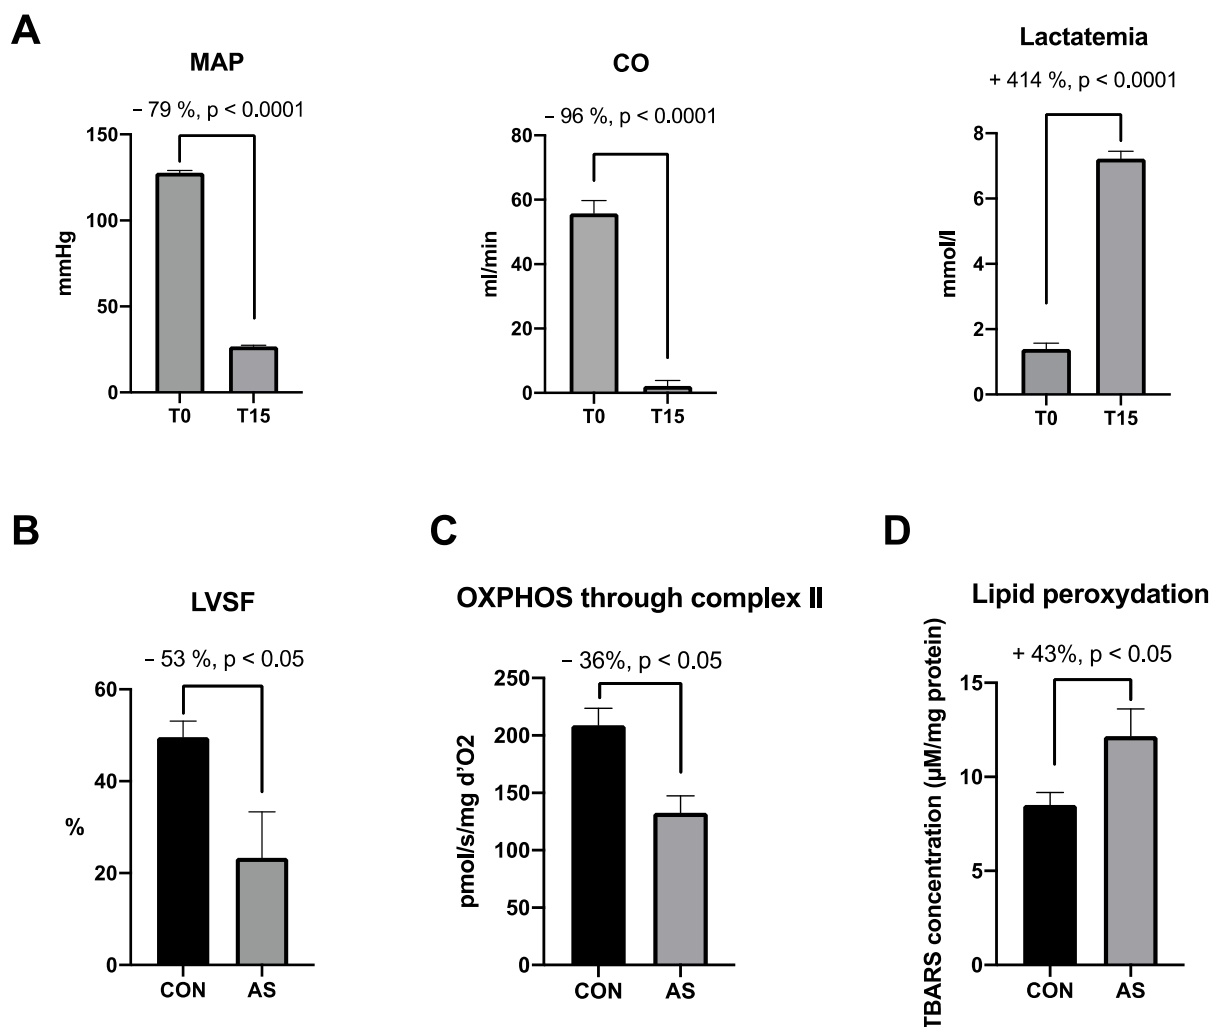 A
MAP
– 79 %, p < 0.0001
150
100
50
0
mmHg
T0
T15
CO
– 96 %, p < 0.0001
80
60
40
20
0
ml/min
T0
T15
Lactatemia
+ 414 %, p < 0.0001
8
6
4
2
0
mmol/l
T0
T15
B
LVSF
– 53 %, p < 0.05
60
40
20
0
%
CON
AS
C
OXPHOS through complex II
– 36%, p < 0.05
250
200
150
100
50
0
pmol/s/mg d'O2
CON
AS
D
Lipid peroxydation
+ 43%, p < 0.05
15
10
5
0
TBARS concentration (µM/mg protein)
CON
AS